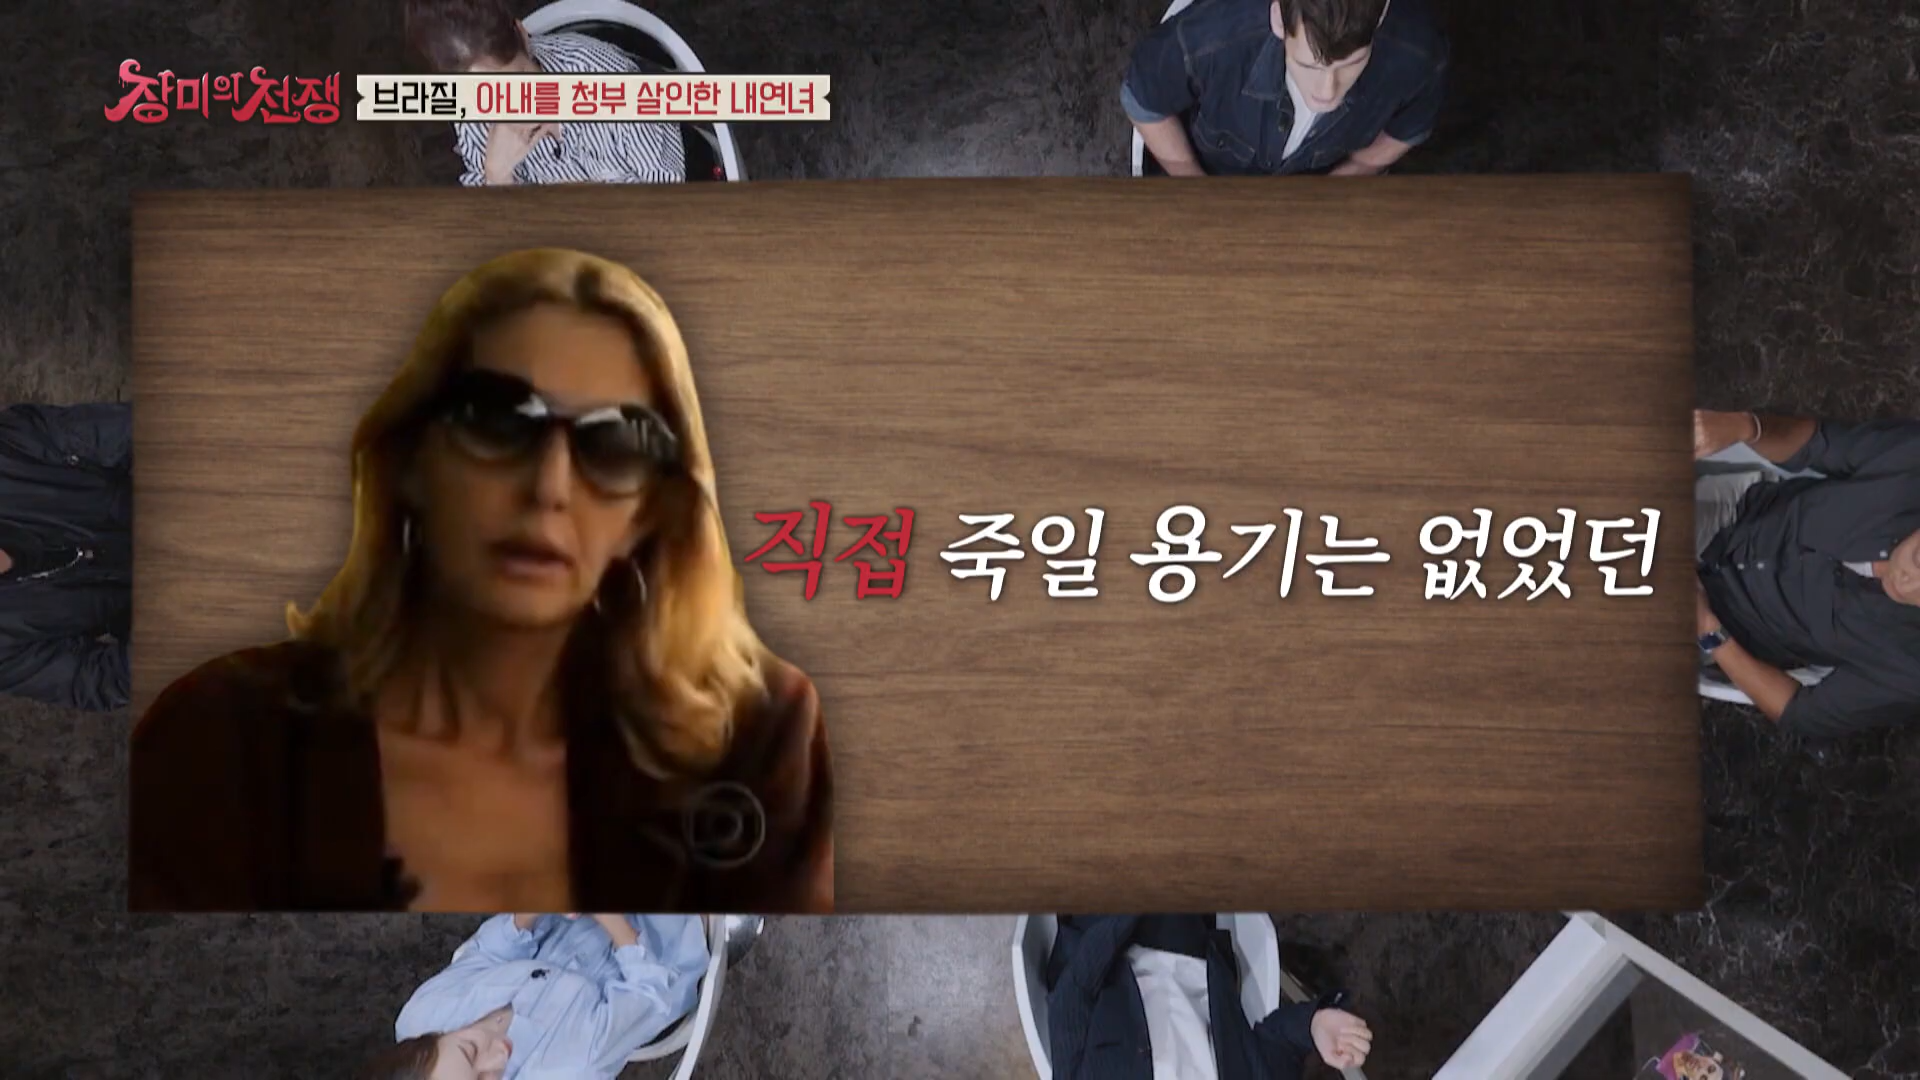 장미의 전쟁
브라질, 아내를 청부 살인한 내연녀
직접 죽일 용기는 없었던